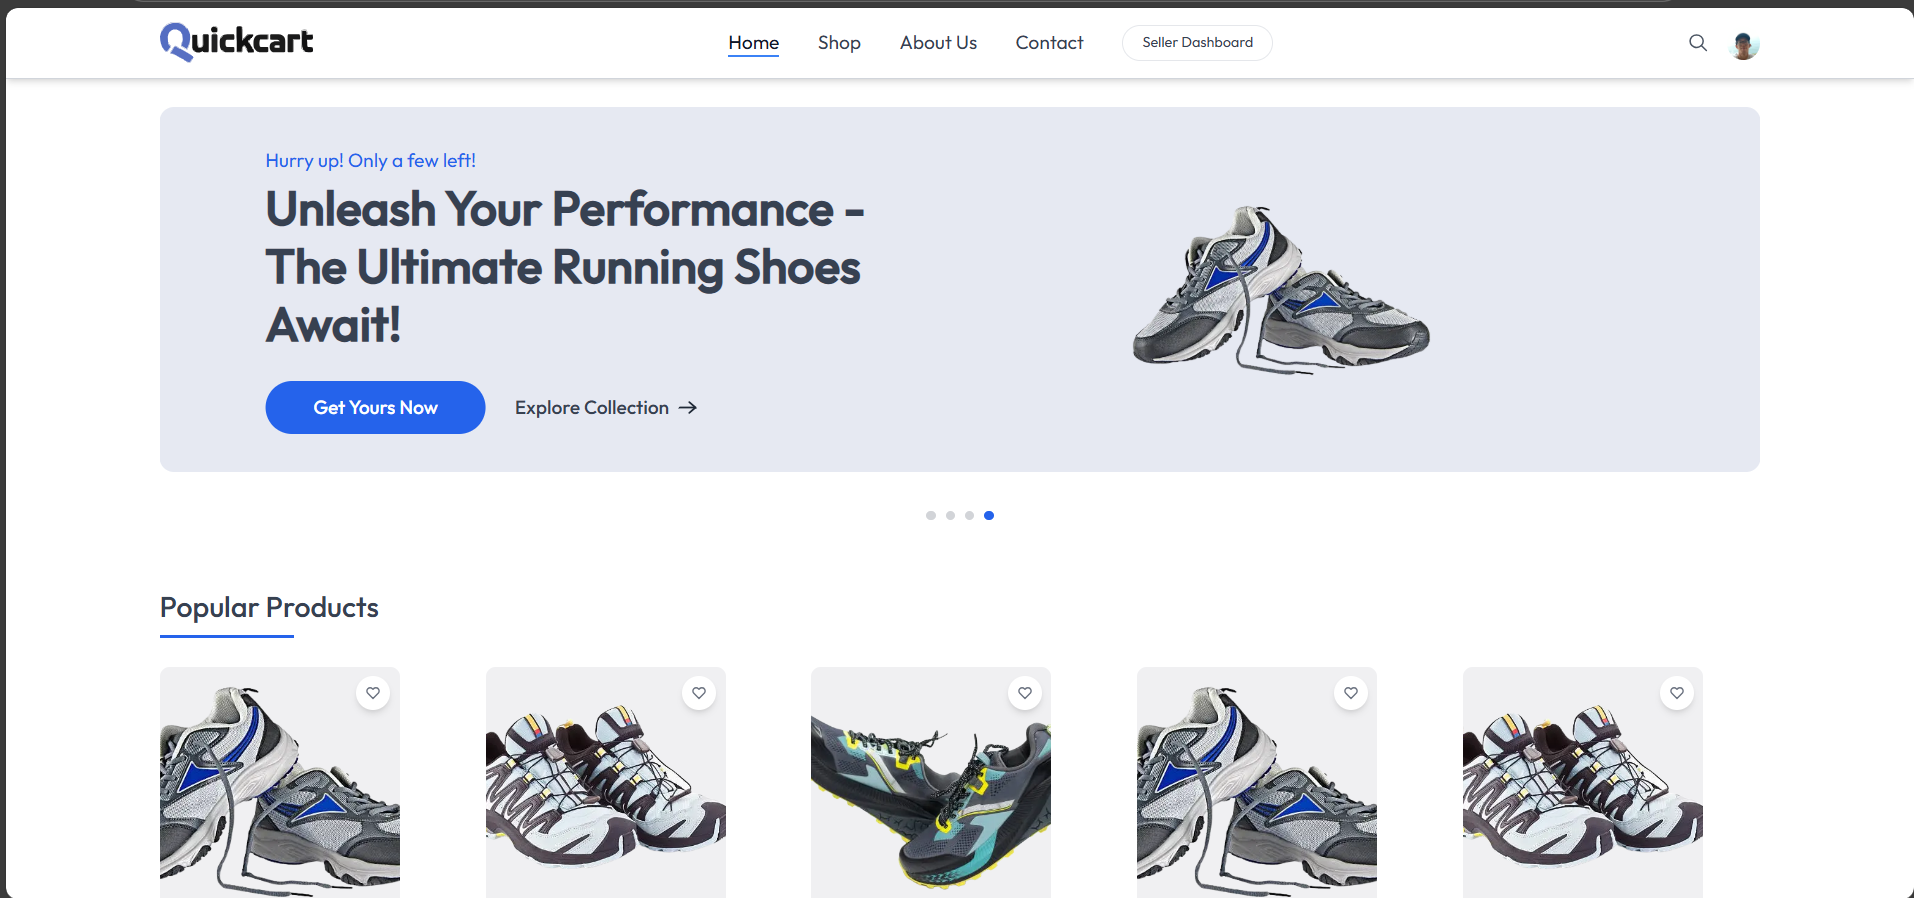 Quickcart
Home
Shop
About Us
Contact
Seller Dashboard
Hurry up! Only a few left!
Unleash Your Performance -
The Ultimate Running Shoes
Await!
Get Yours Now
Explore Collection
Popular Products